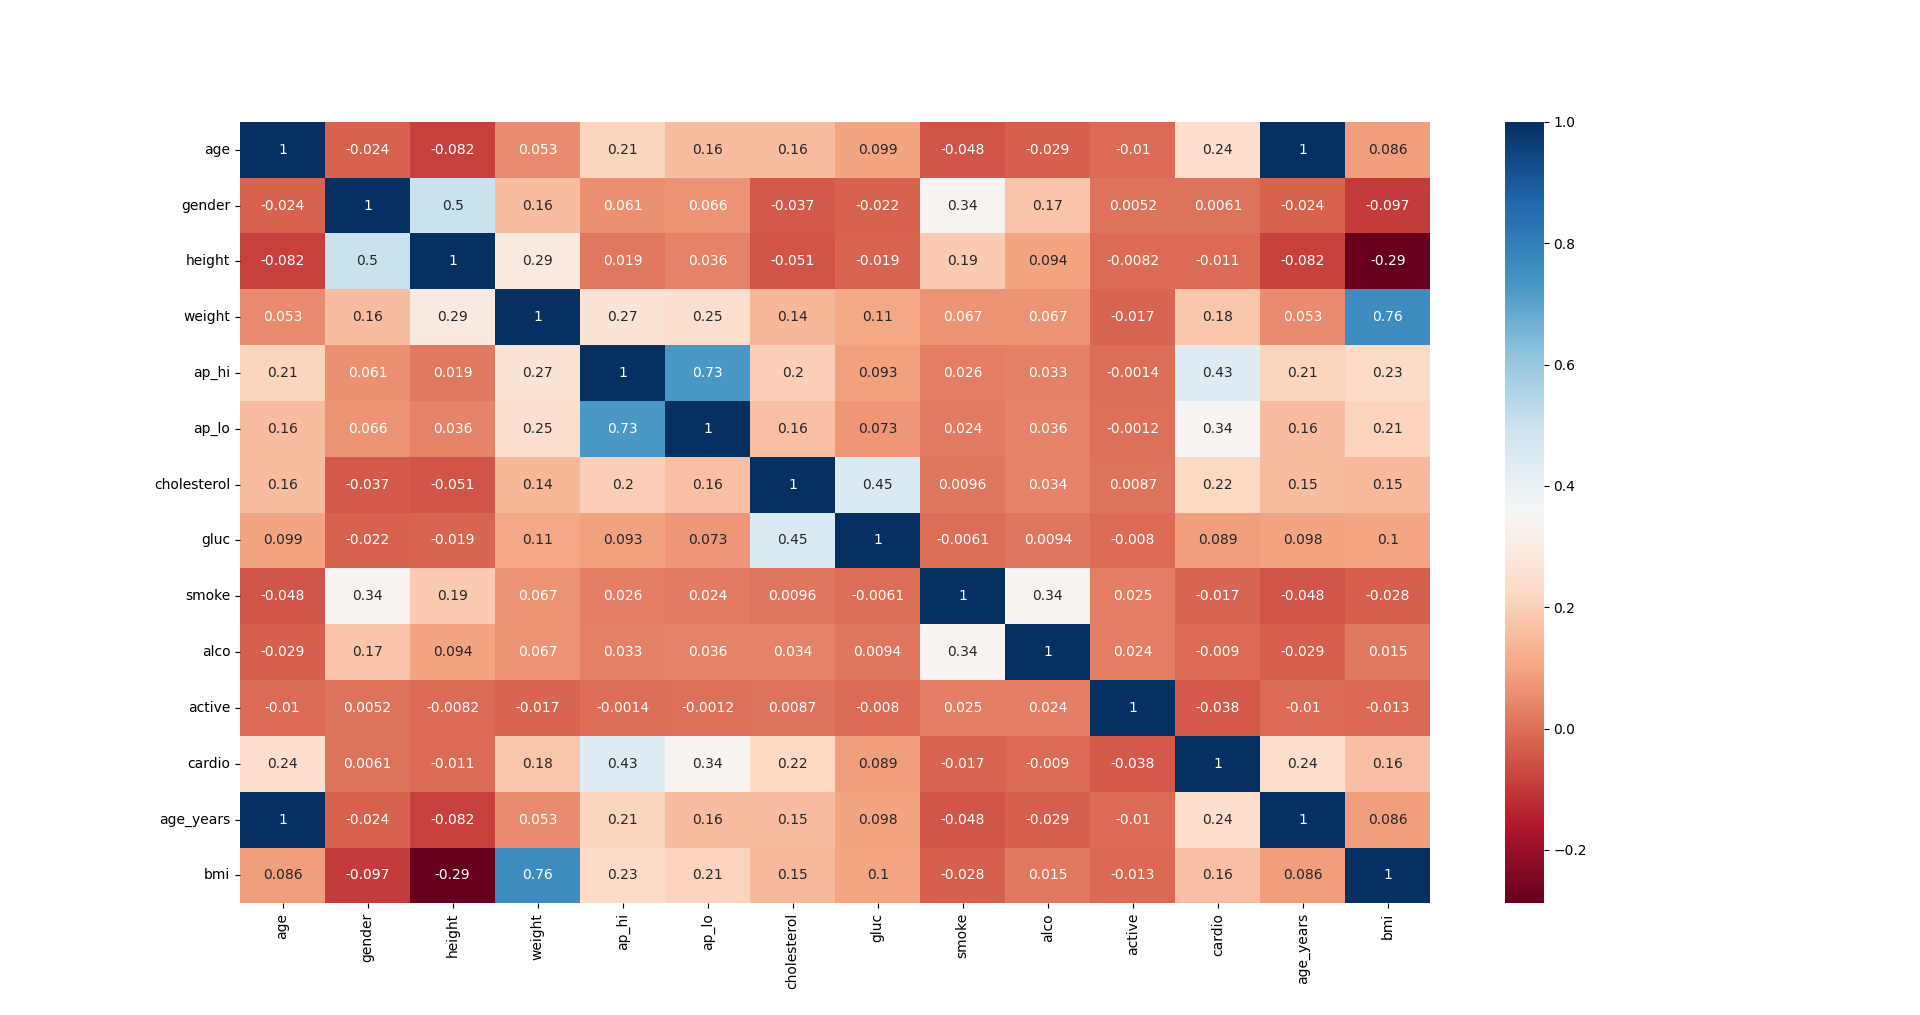 age 1 -0.024 -0.082 0.053 0.21 0.16 0.16 0.099 -0.048 -0.029 -0.01 0.24 1 0.086
gender -0.024 1 0.5 0.16 0.061 0.066 -0.037 -0.022 0.34 0.17 0.0052 0.0061 -0.024 -0.097
height -0.082 0.5 1 0.29 0.019 0.036 -0.051 -0.019 0.19 0.094 -0.0082 -0.011 -0.082 -0.29
weight 0.053 0.16 0.29 1 0.27 0.25 0.14 0.11 0.067 0.067 -0.017 0.18 0.053 0.76
ap_hi 0.21 0.061 0.019 0.27 1 0.73 0.2 0.093 0.026 0.033 -0.0014 0.43 0.21 0.23
ap_lo 0.16 0.066 0.036 0.25 0.73 1 0.16 0.073 0.024 0.036 -0.0012 0.34 0.16 0.21
cholesterol 0.16 -0.037 -0.051 0.14 0.2 0.16 1 0.45 0.0096 0.034 0.0087 0.22 0.15 0.15
gluc 0.099 -0.022 -0.019 0.11 0.093 0.073 0.45 1 -0.0061 0.0094 -0.008 0.089 0.098 0.1
smoke -0.048 0.34 0.19 0.067 0.026 0.024 0.0096 -0.0061 1 0.34 0.025 -0.017 -0.048 -0.028
alco -0.029 0.17 0.094 0.067 0.033 0.036 0.034 0.0094 0.34 1 0.024 -0.009 -0.029 0.015
active -0.01 0.0052 -0.0082 -0.017 -0.0014 -0.0012 0.0087 -0.008 0.025 0.024 1 -0.038 -0.01 -0.013
cardio 0.24 0.0061 -0.011 0.18 0.43 0.34 0.22 0.089 -0.017 -0.009 -0.038 1 0.24 0.16
age_years 1 -0.024 -0.082 0.053 0.21 0.16 0.15 0.098 -0.048 -0.029 -0.01 0.24 1 0.086
bmi 0.086 -0.097 -0.29 0.76 0.23 0.21 0.15 0.1 -0.028 0.015 -0.013 0.16 0.086 1
age gender height weight ap_hi ap_lo cholesterol gluc smoke alco active cardio age_years bmi
1.0
0.8
0.6
0.4
0.2
0.0
−0.2